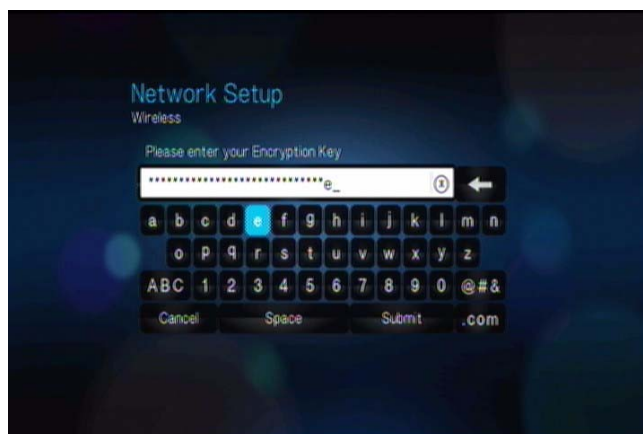 Network Setup
Wireless
Please enter your Encryption Key
*****************************e_
a b c d e f g h i j k l m n
o p q r s t u v w x y z
ABC 1 2 3 4 5 6 7 8 9 0 @#&
Cancel Space Submit .com